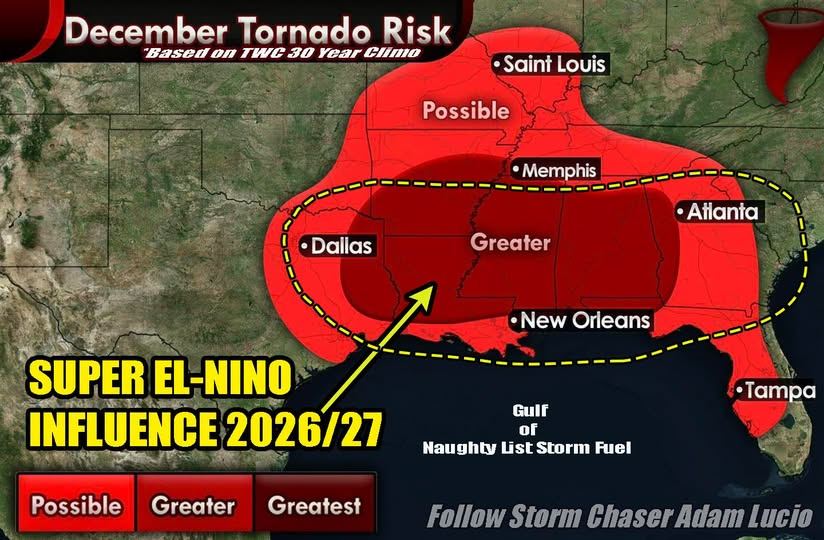 December Tornado Risk
*Based on TWC 30 Year Climo
Saint Louis
Possible
Memphis
Atlanta
Dallas
Greater
New Orleans
SUPER EL-NINO
INFLUENCE 2026/27
Tampa
Gulf
of
Naughty List Storm Fuel
Possible Greater Greatest
Follow Storm Chaser Adam Lucio